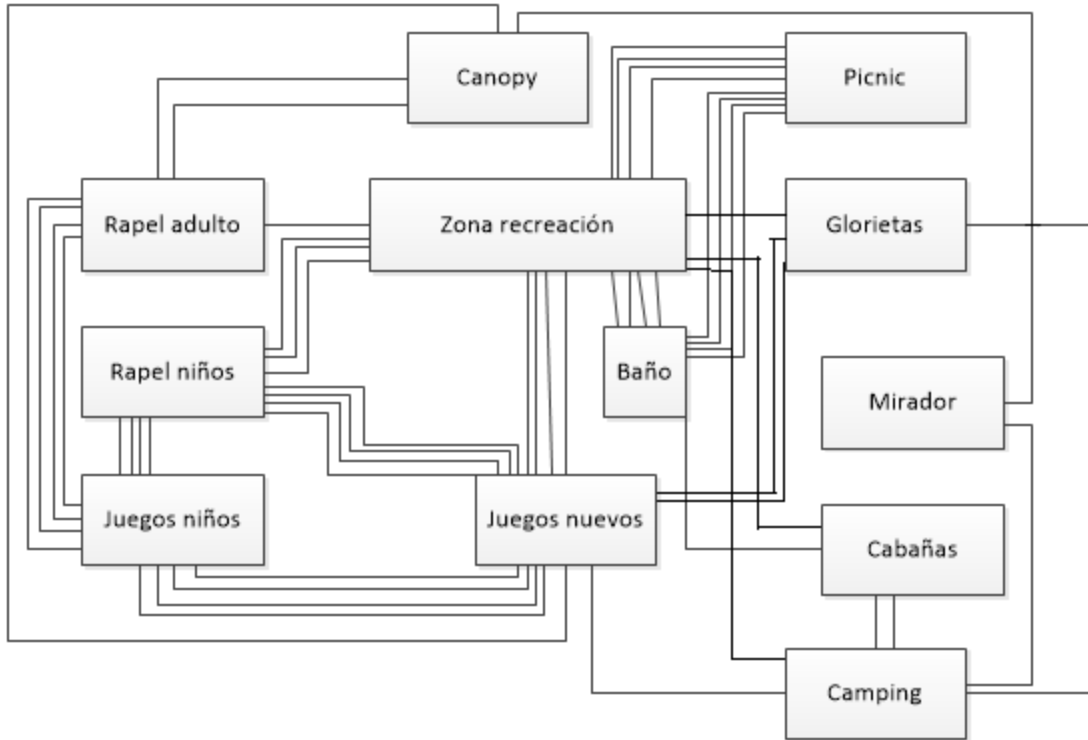 Canopy
Picnic
Rapel adulto
Zona recreación
Glorietas
Rapel niños
Baño
Mirador
Juegos niños
Juegos nuevos
Cabañas
Camping